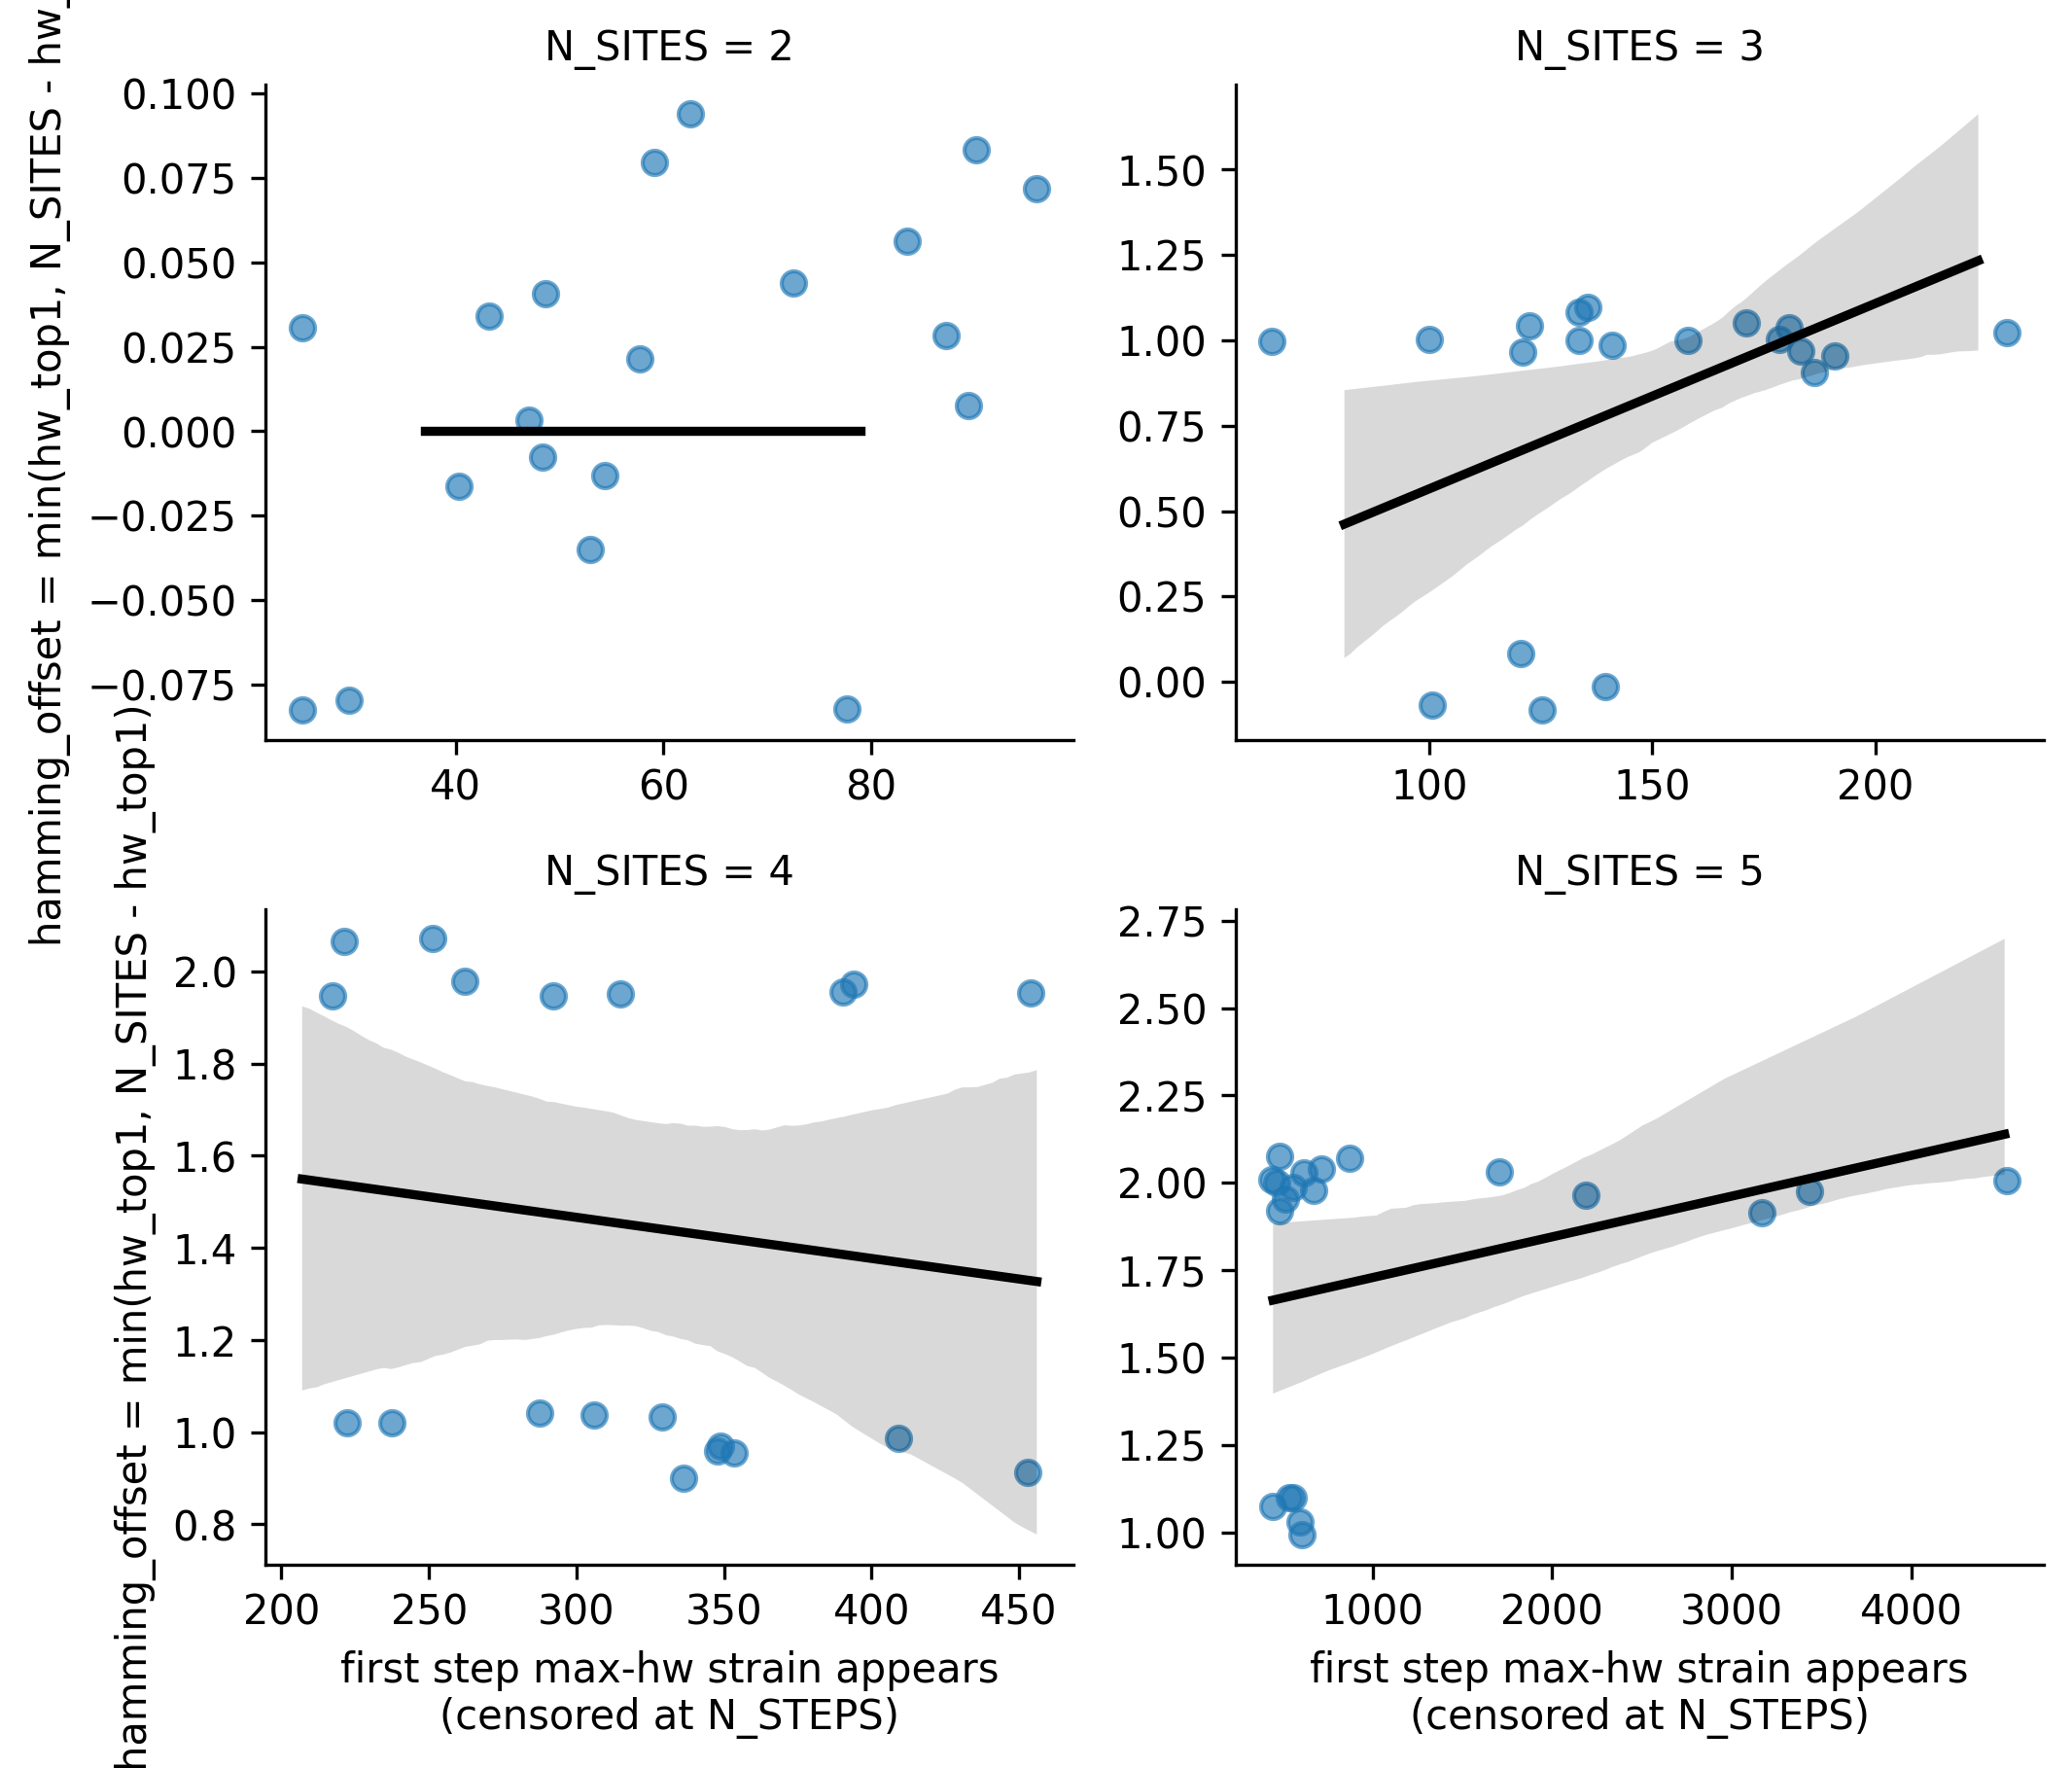 N_SITES = 2
N_SITES = 3
hamming_offset = min(hw_top1, N_SITES - hw_
0.100
0.075
0.050
0.025
0.000
−0.025
−0.050
−0.075
40 60 80
1.50
1.25
1.00
0.75
0.50
0.25
0.00
100 150 200
N_SITES = 4
N_SITES = 5
hamming_offset = min(hw_top1, N_SITES - hw_top1)
2.0
1.8
1.6
1.4
1.2
1.0
0.8
200 250 300 350 400 450
first step max-hw strain appears
(censored at N_STEPS)
2.75
2.50
2.25
2.00
1.75
1.50
1.25
1.00
1000 2000 3000 4000
first step max-hw strain appears
(censored at N_STEPS)